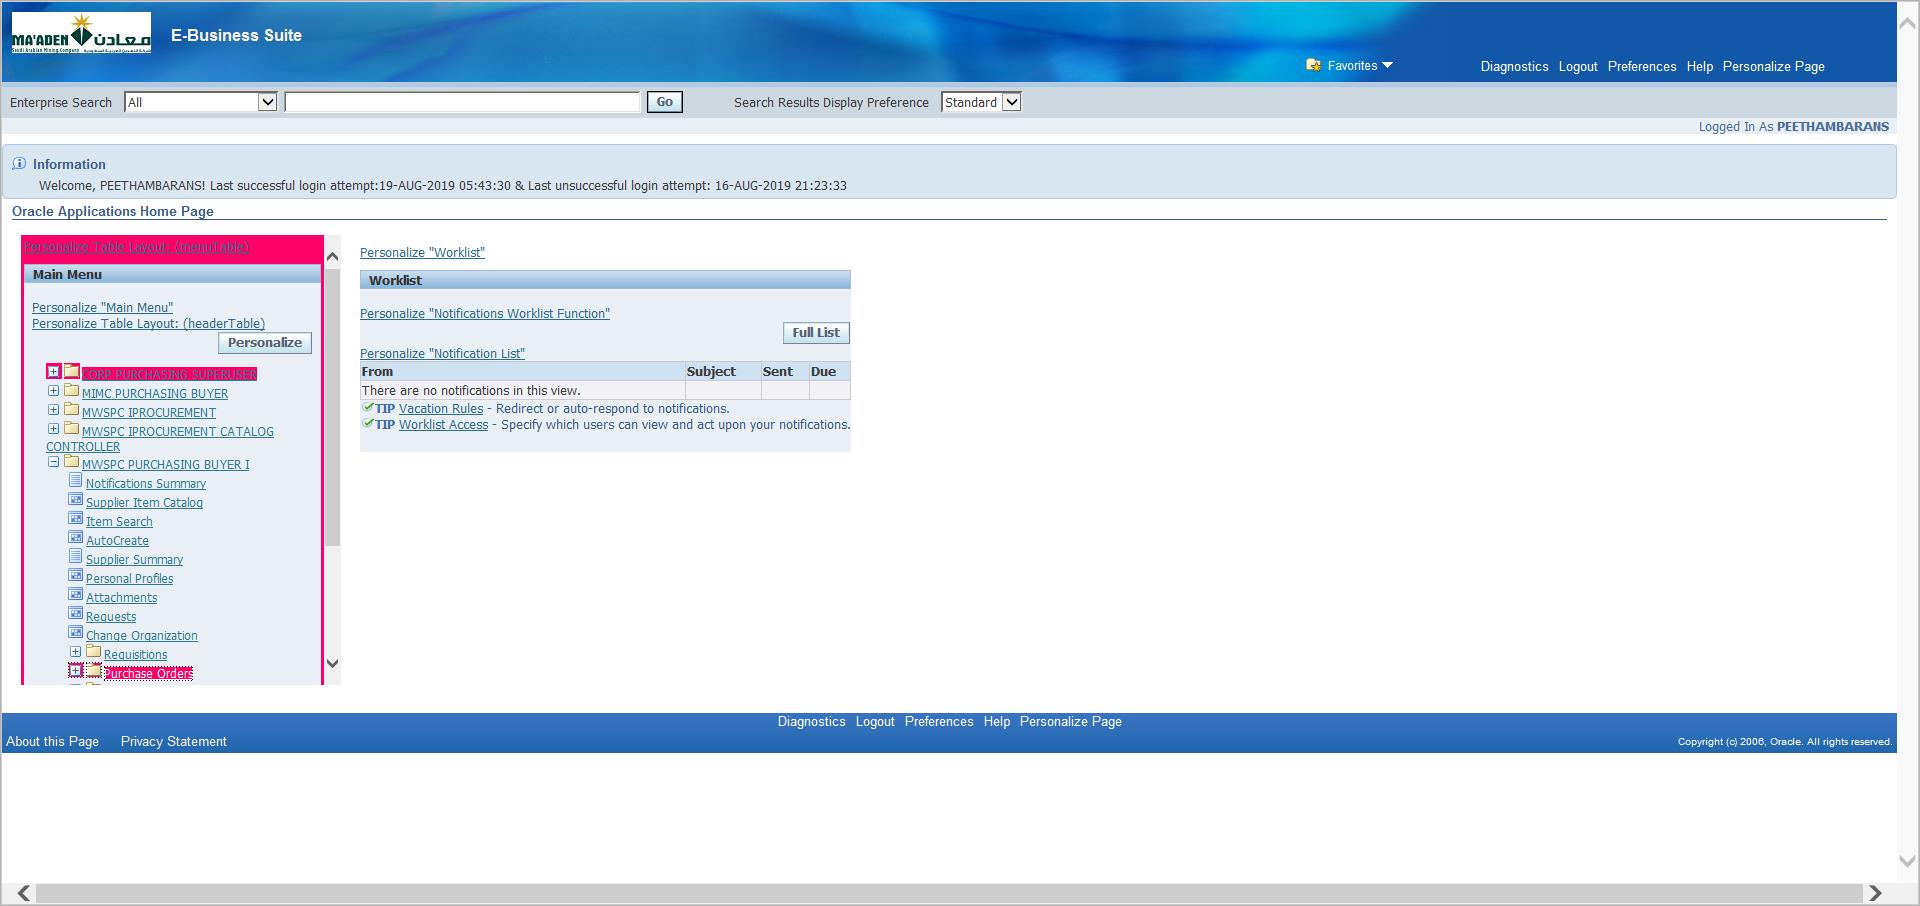 MA'ADEN معادن
Saudi Arabian Mining Company
E-Business Suite
Favorites
Diagnostics Logout Preferences Help Personalize Page
Enterprise Search All Go Search Results Display Preference Standard
Logged In As PEETHAMBARANS
Information
Welcome, PEETHAMBARANS! Last successful login attempt:19-AUG-2019 05:43:30 & Last unsuccessful login attempt: 16-AUG-2019 21:23:33
Oracle Applications Home Page
Personalize Table Layout: (menuTable)
Main Menu
Personalize "Main Menu"
Personalize Table Layout: (headerTable)
Personalize
CORP PURCHASING SUPERUSER
MIMC PURCHASING BUYER
MWSPC IPROCUREMENT
MWSPC IPROCUREMENT CATALOG
CONTROLLER
MWSPC PURCHASING BUYER I
Notifications Summary
Supplier Item Catalog
Item Search
AutoCreate
Supplier Summary
Personal Profiles
Attachments
Requests
Change Organization
Requisitions
Purchase Orders
Personalize "Worklist"
Worklist
Personalize "Notifications Worklist Function"
Full List
Personalize "Notification List"
From Subject Sent Due
There are no notifications in this view.
TIP Vacation Rules - Redirect or auto-respond to notifications.
TIP Worklist Access - Specify which users can view and act upon your notifications.
Diagnostics Logout Preferences Help Personalize Page
About this Page Privacy Statement
Copyright (c) 2006, Oracle. All rights reserved.